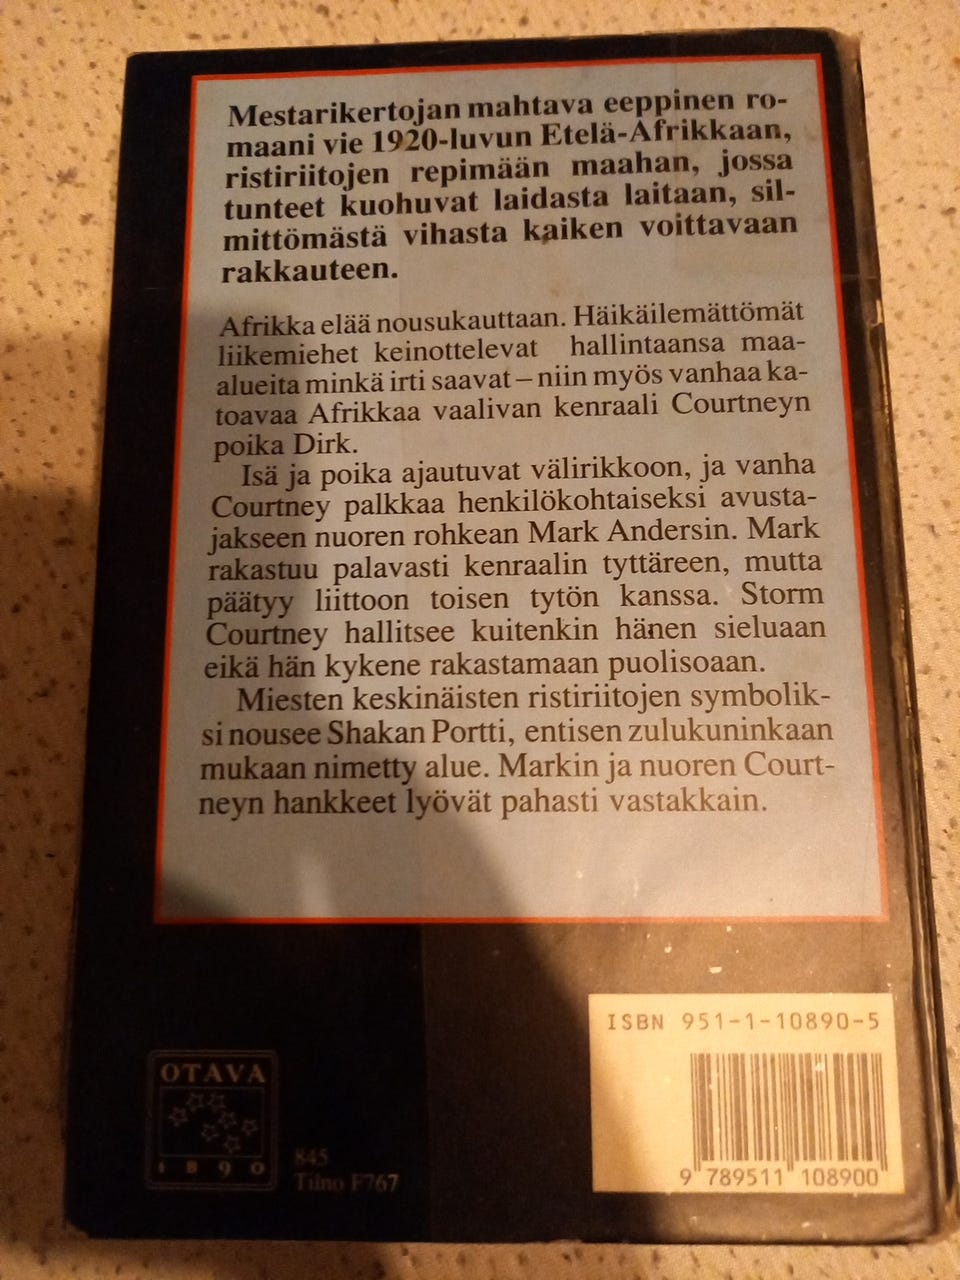 Mestarikertojan mahtava eeppinen ro-
maani vie 1920-luvun Etelä-Afrikkaan,
ristiriitojen repimään maahan, jossa
tunteet kuohuvat laidasta laitaan, sil-
mittömästä vihasta kaiken voittavaan
rakkauteen.
Afrikka elää nousukauttaan. Häikäilemättömät
liikemiehet keinottelevat hallintaansa maa-
alueita minkä irti saavat – niin myös vanhaa ka-
toavaa Afrikkaa vaalivan kenraali Courtneyn
poika Dirk.
Isä ja poika ajautuvat välirikkoon, ja vanha
Courtney palkkaa henkilökohtaiseksi avusta-
jakseen nuoren rohkean Mark Andersin. Mark
rakastuu palavasti kenraalin tyttäreen, mutta
päätyy liittoon toisen tytön kanssa. Storm
Courtney hallitsee kuitenkin hänen sieluaan
eikä hän kykene rakastamaan puolisoaan.
Miesten keskinäisten ristiriitojen symbolik-
si nousee Shakan Portti, entisen zulukuninkaan
mukaan nimetty alue. Markin ja nuoren Court-
neyn hankkeet lyövät pahasti vastakkain.
ISBN 951-1-10890-5
9 789511 108900
OTAVA
1890
845
Tiino F767